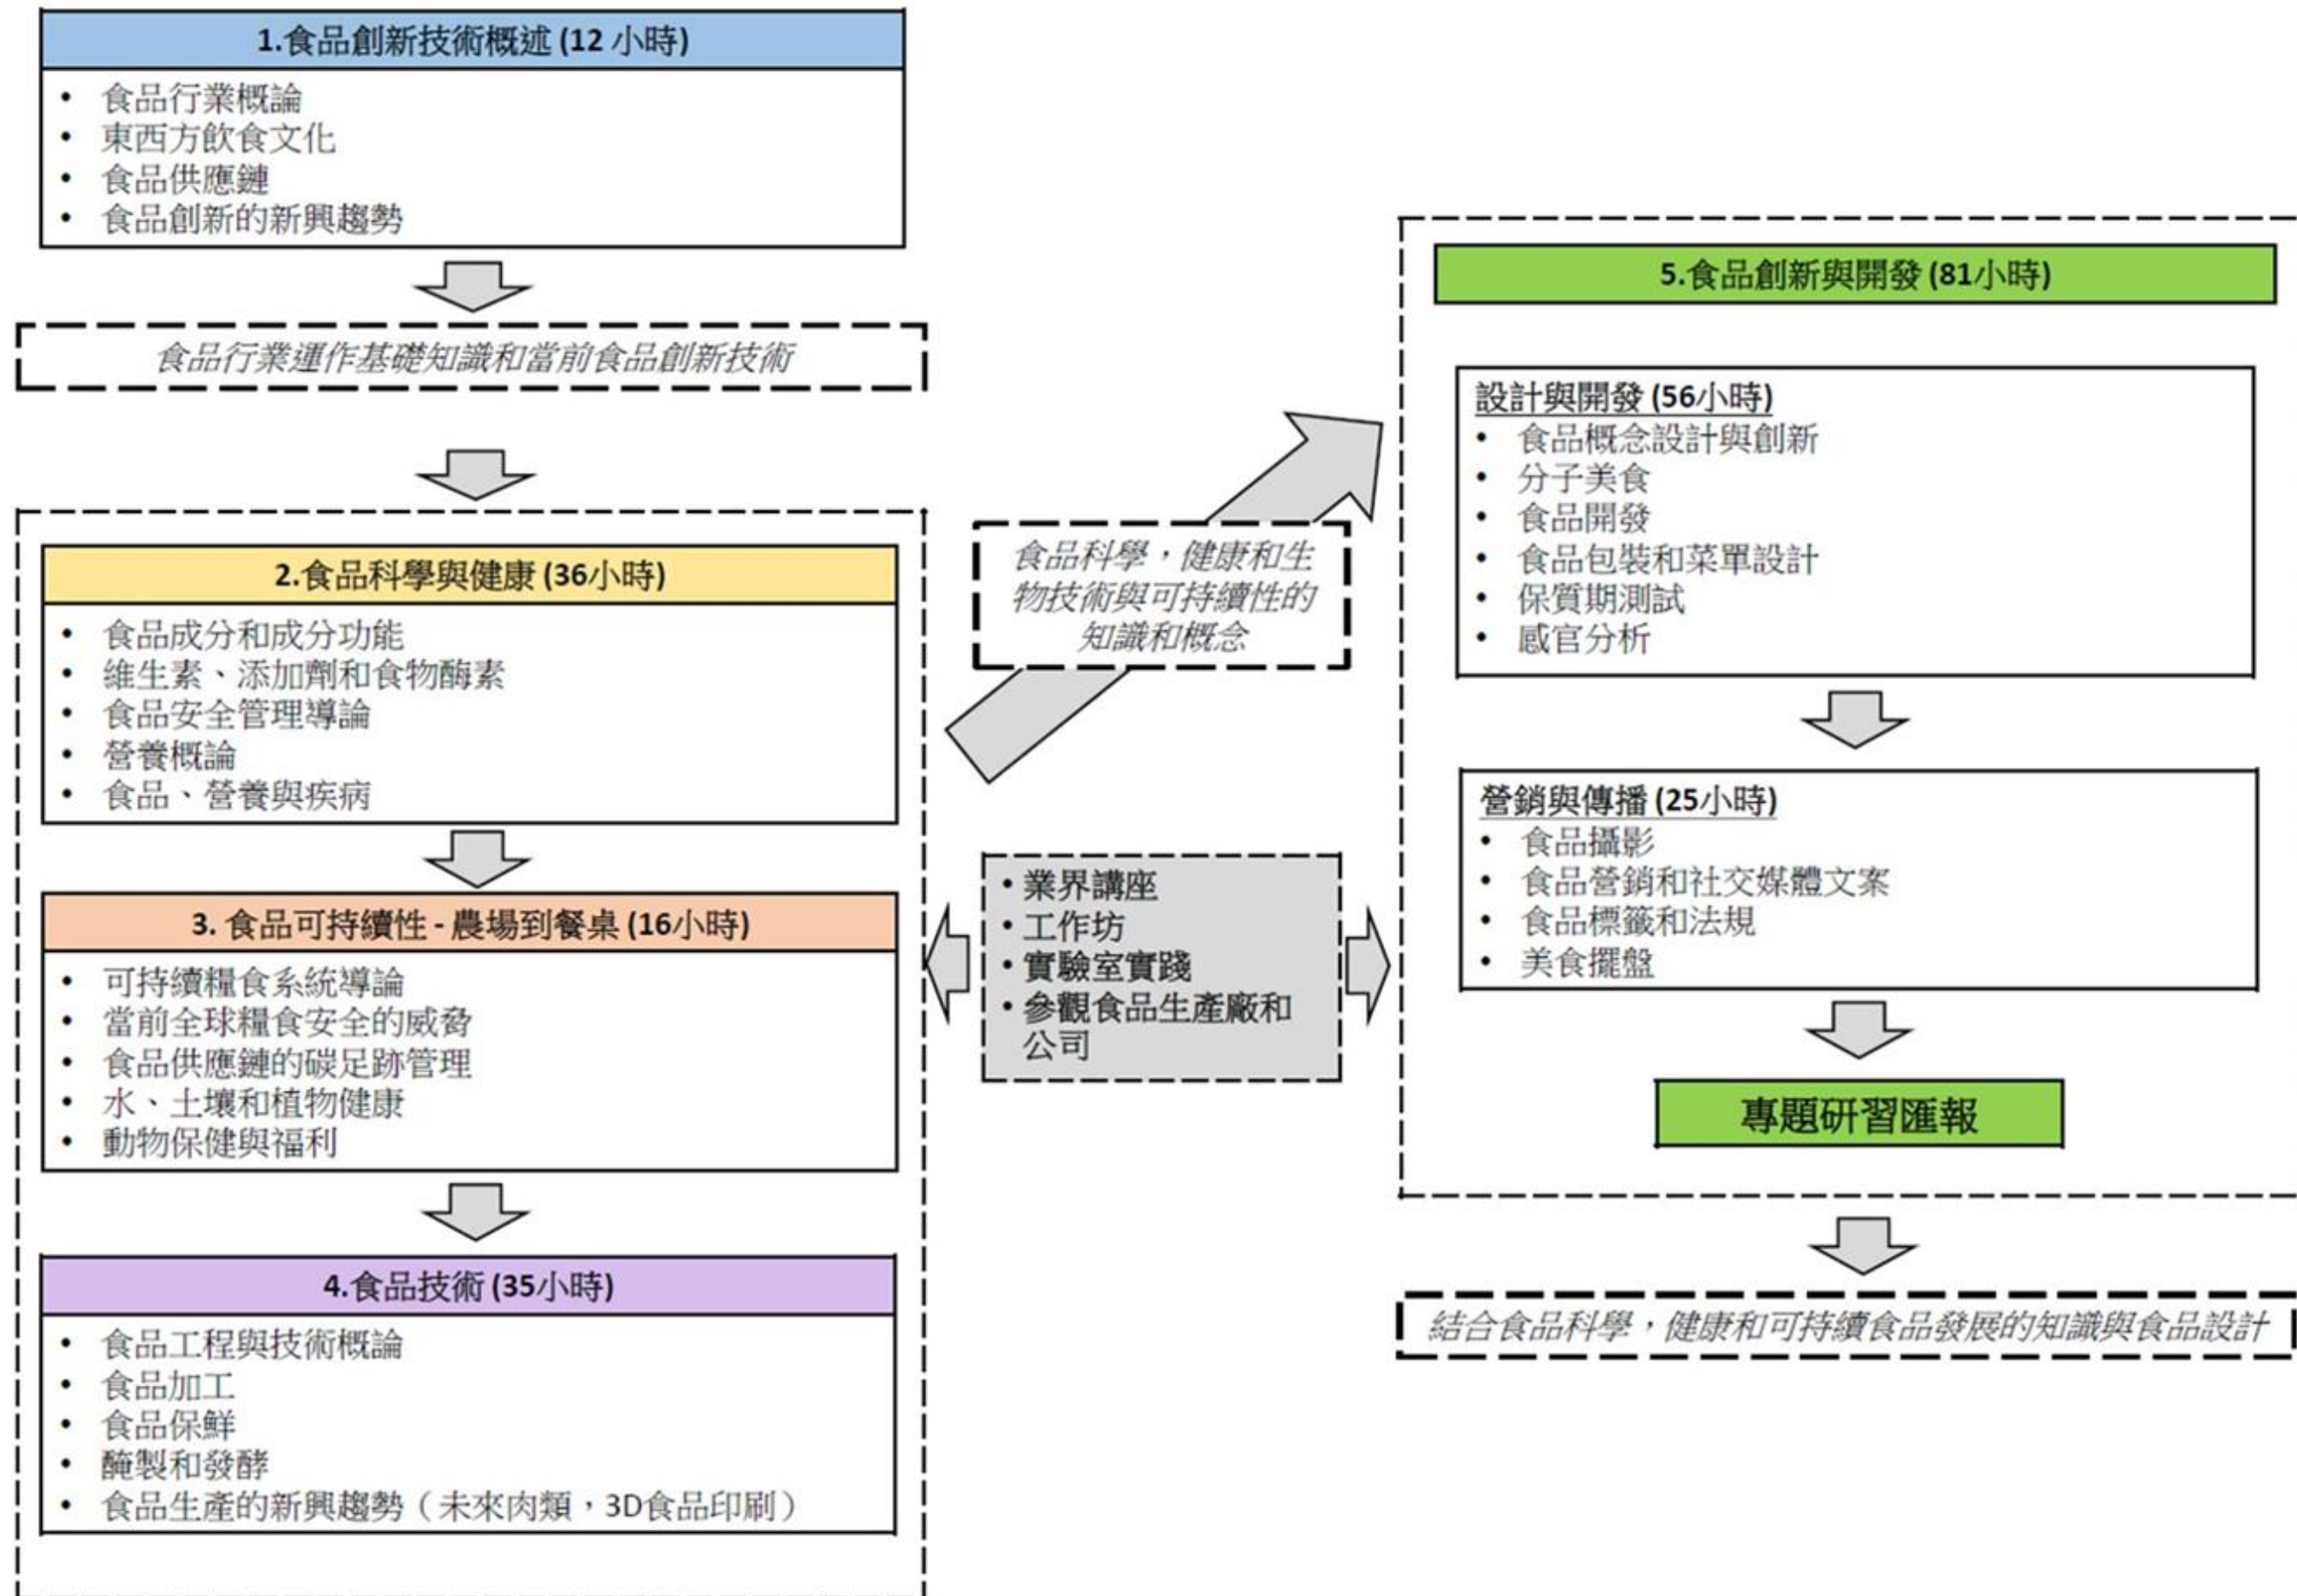 1.食品創新技術概述 (12 小時)
• 食品行業概論
• 東西方飲食文化
• 食品供應鏈
• 食品創新的新興趨勢
食品行業運作基礎知識和當前食品創新技術
2.食品科學與健康 (36小時)
• 食品成分和成分功能
• 維生素、添加劑和食物酶素
• 食品安全管理導論
• 營養概論
• 食品、營養與疾病
3. 食品可持續性 - 農場到餐桌 (16小時)
• 可持續糧食系統導論
• 當前全球糧食安全的威脅
• 食品供應鏈的碳足跡管理
• 水、土壤和植物健康
• 動物保健與福利
4.食品技術 (35小時)
• 食品工程與技術概論
• 食品加工
• 食品保鮮
• 醃製和發酵
• 食品生產的新興趨勢（未來肉類，3D食品印刷）
食品科學，健康和生
物技術與可持續性的
知識和概念
• 業界講座
• 工作坊
• 實驗室實踐
• 參觀食品生產廠和
公司
5.食品創新與開發 (81小時)
設計與開發 (56小時)
• 食品概念設計與創新
• 分子美食
• 食品開發
• 食品包裝和菜單設計
• 保質期測試
• 感官分析
營銷與傳播 (25小時)
• 食品攝影
• 食品營銷和社交媒體文案
• 食品標籤和法規
• 美食擺盤
專題研習匯報
結合食品科學，健康和可持續食品發展的知識與食品設計